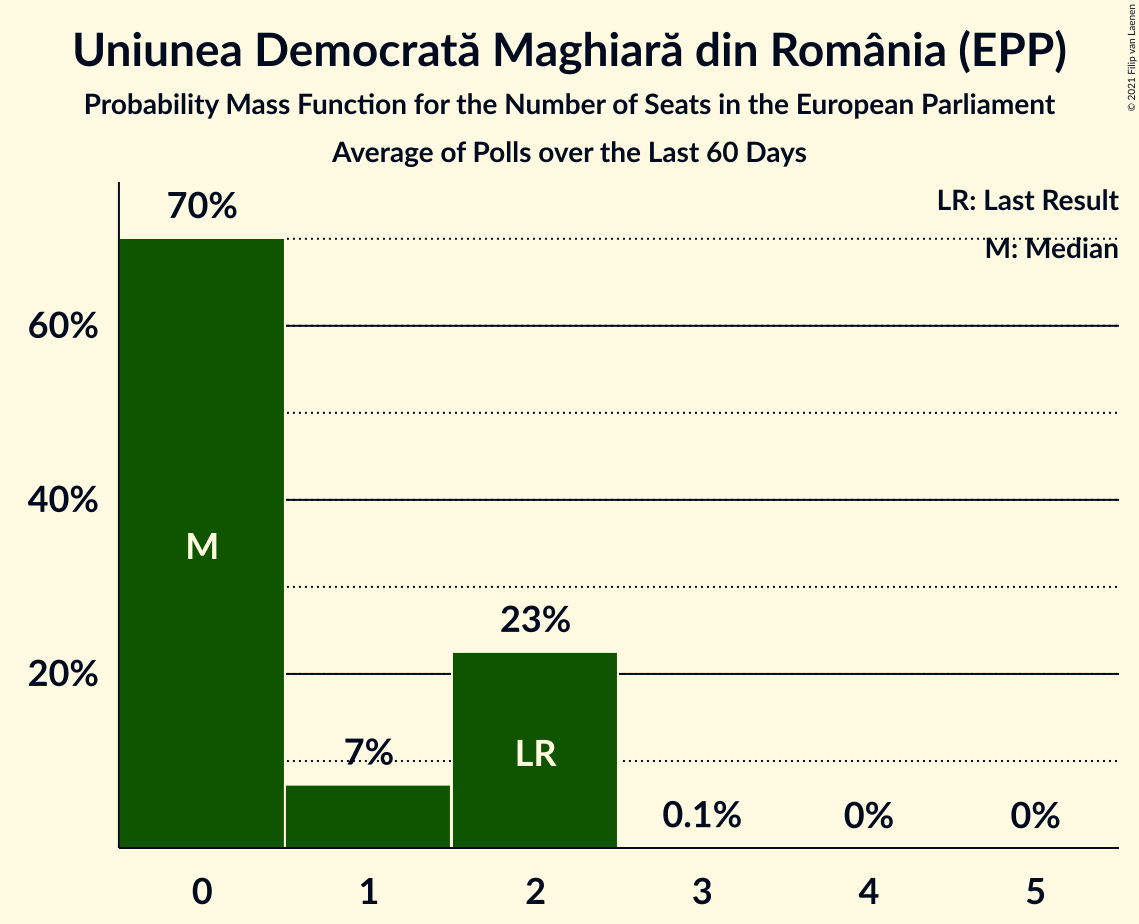 Uniunea Democrată Maghiară din România (EPP)
Probability Mass Function for the Number of Seats in the European Parliament
Average of Polls over the Last 60 Days
© 2021 Filip van Laenen
LR: Last Result
M: Median
70%
60%
40%
20%
M
7%
23%
LR
0.1%
0%
0%
0 1 2 3 4 5